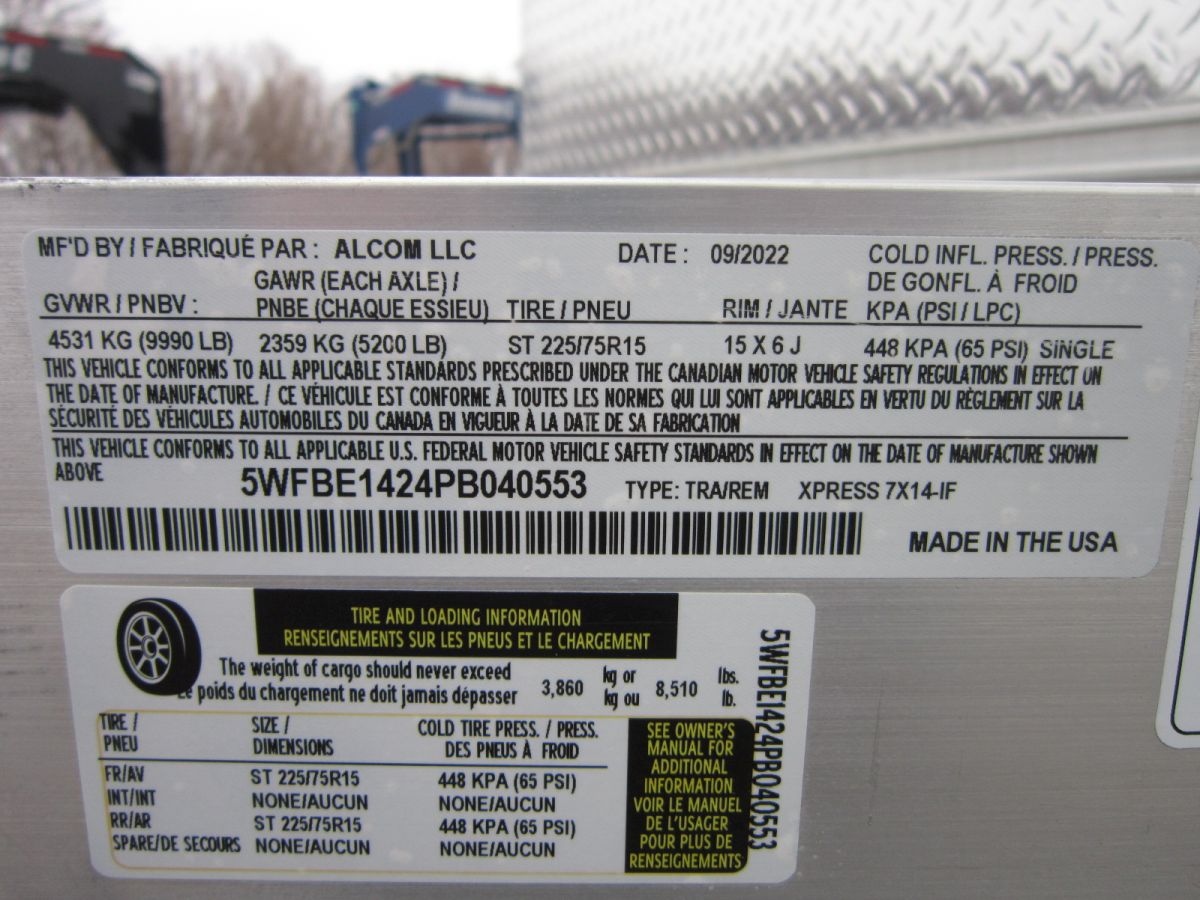 MF'D BY / FABRIQUÉ PAR : ALCOM LLC DATE : 09/2022 COLD INFL. PRESS. / PRESS.
GAWR (EACH AXLE) / DE GONFL. À FROID
GVWR / PNBV : PNBE (CHAQUE ESSIEU) TIRE / PNEU RIM / JANTE KPA (PSI / LPC)
4531 KG (9990 LB) 2359 KG (5200 LB) ST 225/75R15 15 X 6 J 448 KPA (65 PSI) SINGLE
THIS VEHICLE CONFORMS TO ALL APPLICABLE STANDARDS PRESCRIBED UNDER THE CANADIAN MOTOR VEHICLE SAFETY REGULATIONS IN EFFECT ON
THE DATE OF MANUFACTURE. / CE VÉHICULE EST CONFORME À TOUTES LES NORMES QUI LUI SONT APPLICABLES EN VERTU DU RÈGLEMENT SUR LA
SÉCURITÉ DES VÉHICULES AUTOMOBILES DU CANADA EN VIGUEUR À LA DATE DE SA FABRICATION
THIS VEHICLE CONFORMS TO ALL APPLICABLE U.S. FEDERAL MOTOR VEHICLE SAFETY STANDARDS IN EFFECT ON THE DATE OF MANUFACTURE SHOWN
ABOVE 5WFBE1424PB040553 TYPE: TRA/REM XPRESS 7X14-IF
MADE IN THE USA
TIRE AND LOADING INFORMATION
RENSEIGNEMENTS SUR LES PNEUS ET LE CHARGEMENT
The weight of cargo should never exceed kg or lbs.
Le poids du chargement ne doit jamais dépasser 3,860 kg ou 8,510 lb.
TIRE / SIZE / COLD TIRE PRESS. / PRESS.
PNEU DIMENSIONS DES PNEUS À FROID
FR/AV ST 225/75R15 448 KPA (65 PSI)
INT/INT NONE/AUCUN NONE/AUCUN
RR/AR ST 225/75R15 448 KPA (65 PSI)
SPARE/DE SECOURS NONE/AUCUN NONE/AUCUN
SEE OWNER'S
MANUAL FOR
ADDITIONAL
INFORMATION
VOIR LE MANUEL
DE L'USAGER
POUR PLUS DE
RENSEIGNEMENTS
5WFBE1424PB040553